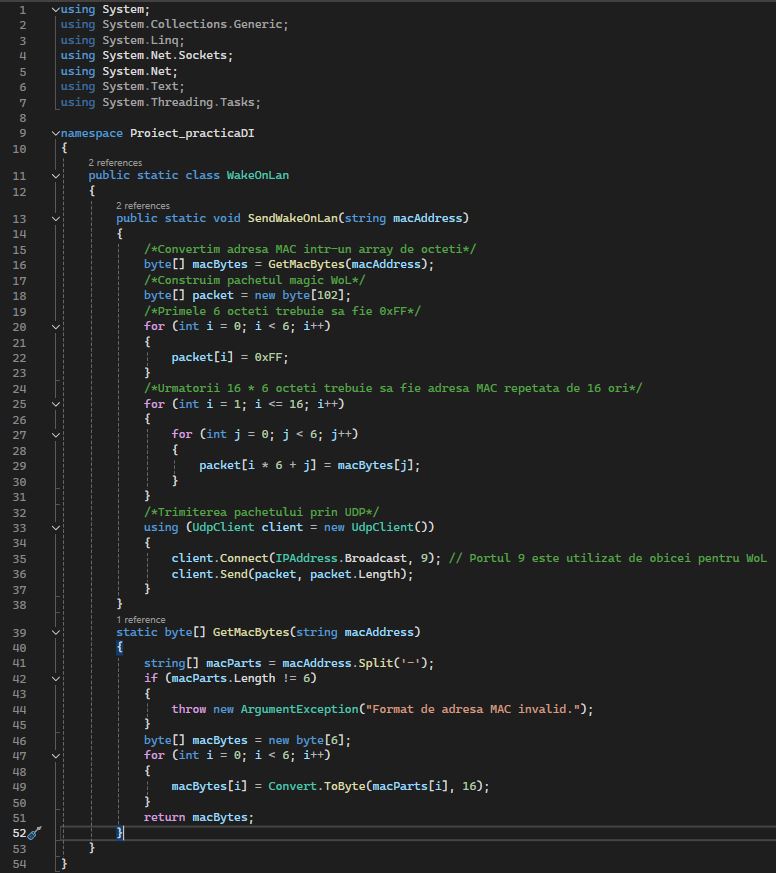 1 using System;
2 using System.Collections.Generic;
3 using System.Linq;
4 using System.Net.Sockets;
5 using System.Net;
6 using System.Text;
7 using System.Threading.Tasks;
8
9 namespace Proiect_practicaDI
10 {
2 references
11 public static class WakeOnLan
12 {
2 references
13 public static void SendWakeOnLan(string macAddress)
14 {
15 /*Convertim adresa MAC intr-un array de octeti*/
16 byte[] macBytes = GetMacBytes(macAddress);
17 /*Construim pachetul magic WoL*/
18 byte[] packet = new byte[102];
19 /*Primele 6 octeti trebuie sa fie 0xFF*/
20 for (int i = 0; i < 6; i++)
21 {
22 packet[i] = 0xFF;
23 }
24 /*Urmatorii 16 * 6 octeti trebuie sa fie adresa MAC repetata de 16 ori*/
25 for (int i = 1; i <= 16; i++)
26 {
27 for (int j = 0; j < 6; j++)
28 {
29 packet[i * 6 + j] = macBytes[j];
30 }
31 }
32 /*Trimiterea pachetului prin UDP*/
33 using (UdpClient client = new UdpClient())
34 {
35 client.Connect(IPAddress.Broadcast, 9); // Portul 9 este utilizat de obicei pentru WoL
36 client.Send(packet, packet.Length);
37 }
38 }
1 reference
39 static byte[] GetMacBytes(string macAddress)
40 {
41 string[] macParts = macAddress.Split('-');
42 if (macParts.Length != 6)
43 {
44 throw new ArgumentException("Format de adresa MAC invalid.");
45 }
46 byte[] macBytes = new byte[6];
47 for (int i = 0; i < 6; i++)
48 {
49 macBytes[i] = Convert.ToByte(macParts[i], 16);
50 }
51 return macBytes;
52 }
53 }
54 }